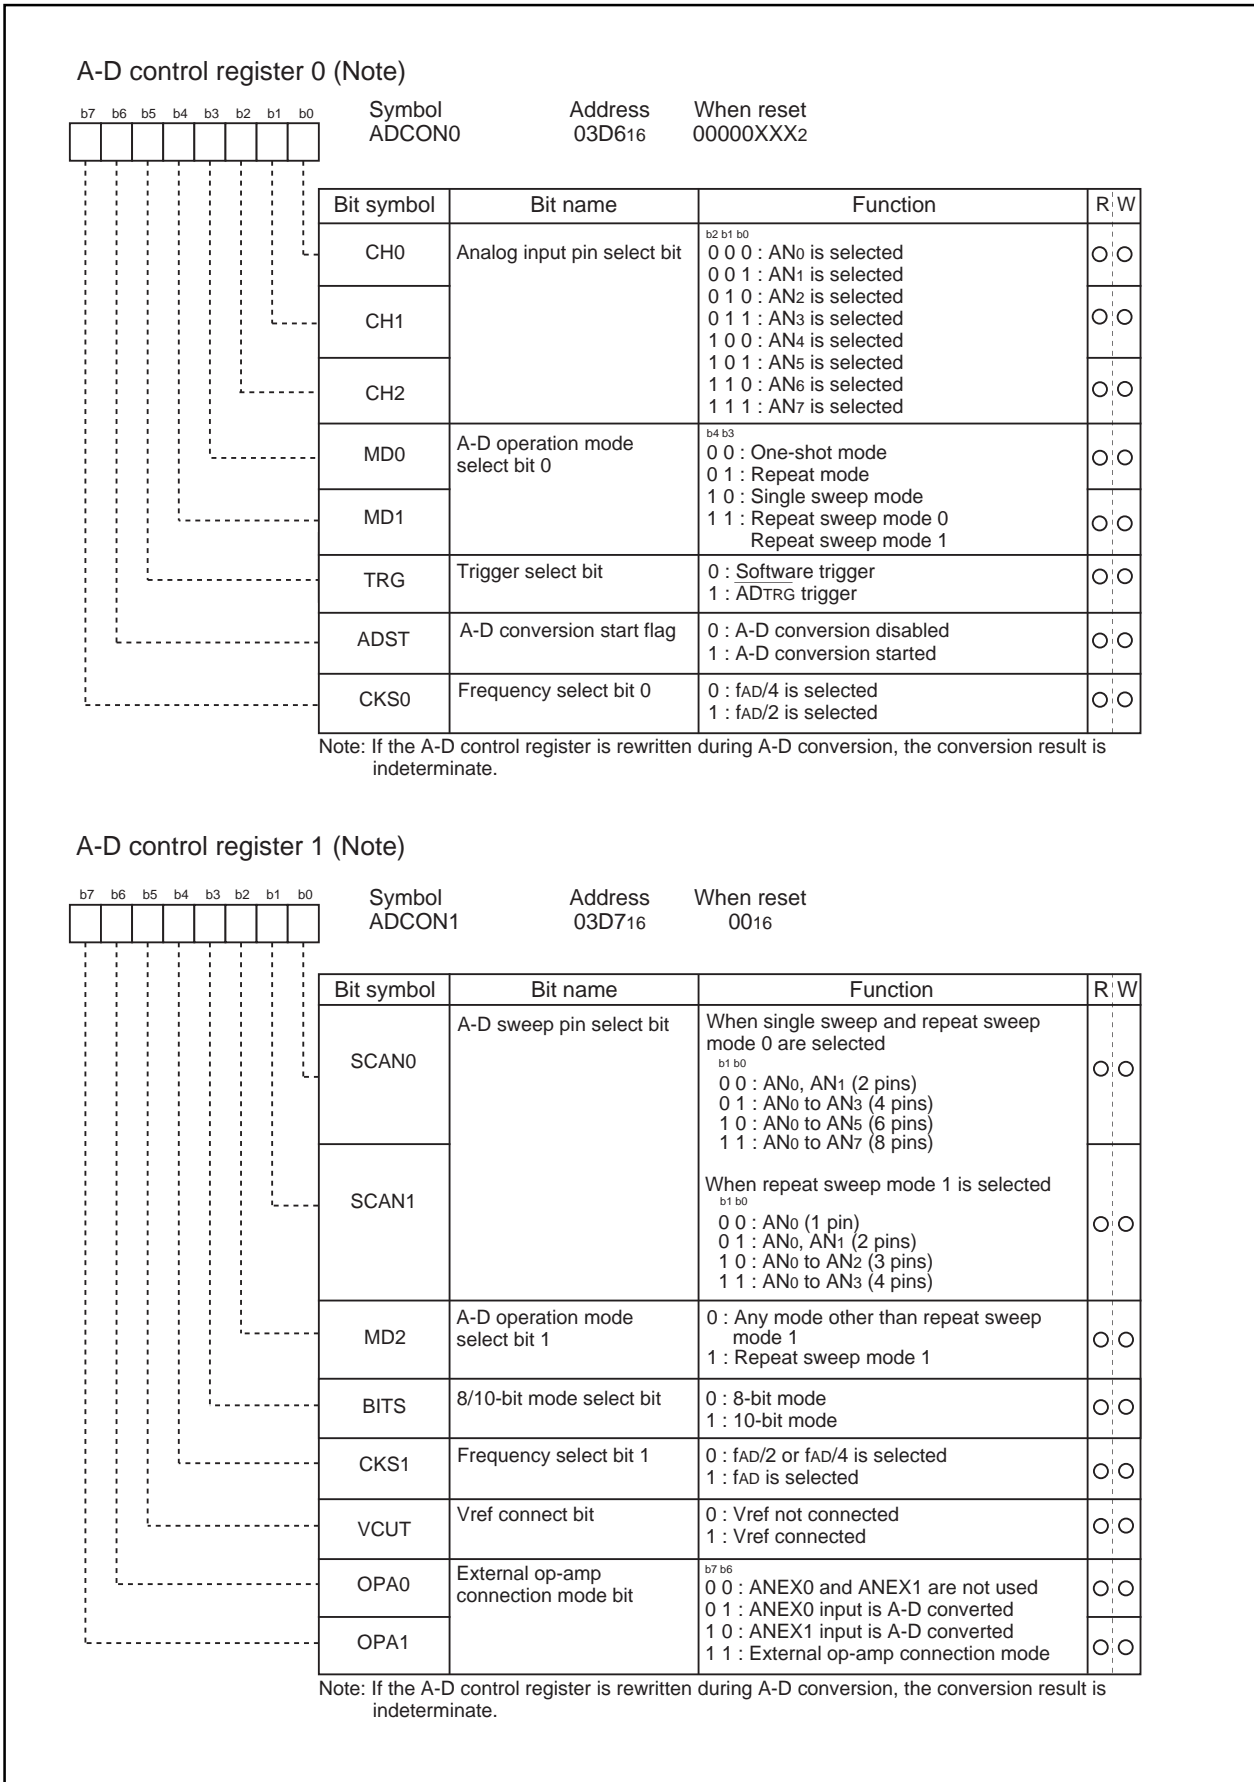 A-D control register 0 (Note)
b7 b6 b5 b4 b3 b2 b1 b0
Symbol Address When reset
ADCON0 03D616 00000XXX2
Bit symbol Bit name Function R W
CH0 Analog input pin select bit
b2 b1 b0
0 0 0 : AN0 is selected
0 0 1 : AN1 is selected
0 1 0 : AN2 is selected
CH1
0 1 1 : AN3 is selected
1 0 0 : AN4 is selected
1 0 1 : AN5 is selected
CH2
1 1 0 : AN6 is selected
1 1 1 : AN7 is selected
MD0 A-D operation mode
select bit 0
b4 b3
0 0 : One-shot mode
0 1 : Repeat mode
1 0 : Single sweep mode
MD1
1 1 : Repeat sweep mode 0
Repeat sweep mode 1
TRG Trigger select bit
0 : Software trigger
1 : ADTRG trigger
ADST A-D conversion start flag
0 : A-D conversion disabled
1 : A-D conversion started
CKS0 Frequency select bit 0
0 : fAD/4 is selected
1 : fAD/2 is selected
Note: If the A-D control register is rewritten during A-D conversion, the conversion result is
indeterminate.
A-D control register 1 (Note)
b7 b6 b5 b4 b3 b2 b1 b0
Symbol Address When reset
ADCON1 03D716 0016
Bit symbol Bit name Function R W
SCAN0 A-D sweep pin select bit
When single sweep and repeat sweep
mode 0 are selected
b1 b0
0 0 : AN0, AN1 (2 pins)
0 1 : AN0 to AN3 (4 pins)
1 0 : AN0 to AN5 (6 pins)
1 1 : AN0 to AN7 (8 pins)
SCAN1
When repeat sweep mode 1 is selected
b1 b0
0 0 : AN0 (1 pin)
0 1 : AN0, AN1 (2 pins)
1 0 : AN0 to AN2 (3 pins)
1 1 : AN0 to AN3 (4 pins)
MD2 A-D operation mode
select bit 1
0 : Any mode other than repeat sweep
mode 1
1 : Repeat sweep mode 1
BITS 8/10-bit mode select bit
0 : 8-bit mode
1 : 10-bit mode
CKS1 Frequency select bit 1
0 : fAD/2 or fAD/4 is selected
1 : fAD is selected
VCUT Vref connect bit
0 : Vref not connected
1 : Vref connected
OPA0 External op-amp
connection mode bit
b7 b6
0 0 : ANEX0 and ANEX1 are not used
0 1 : ANEX0 input is A-D converted
OPA1
1 0 : ANEX1 input is A-D converted
1 1 : External op-amp connection mode
Note: If the A-D control register is rewritten during A-D conversion, the conversion result is
indeterminate.